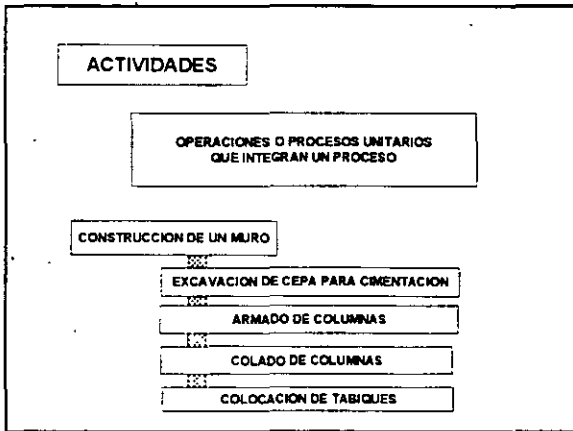 ACTIVIDADES
OPERACIONES O PROCESOS UNITARIOS
QUE INTEGRAN UN PROCESO
CONSTRUCCION DE UN MURO
EXCAVACION DE CEPA PARA CIMENTACION
ARMADO DE COLUMNAS
COLADO DE COLUMNAS
COLOCACION DE TABIQUES